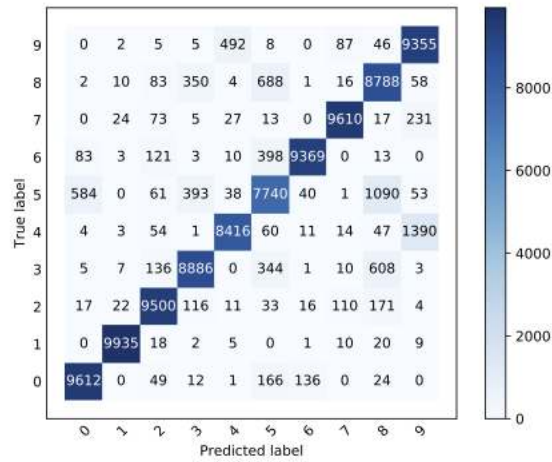 9 0 2 5 5 492 8 0 87 46 9355
8 2 10 83 350 4 688 1 16 8788 58
8000
7 0 24 73 5 27 13 0 9610 17 231
6 83 3 121 3 10 398 9369 0 13 0
6000
5 584 0 61 393 38 7740 40 1 1090 53
True label
4 4 3 54 1 8416 60 11 14 47 1390
4000
3 5 7 136 8886 0 344 1 10 608 3
2 17 22 9500 116 11 33 16 110 171 4
2000
1 0 9935 18 2 5 0 1 10 20 9
0 9612 0 49 12 1 166 136 0 24 0
0
0 1 2 3 4 5 6 7 8 9
Predicted label